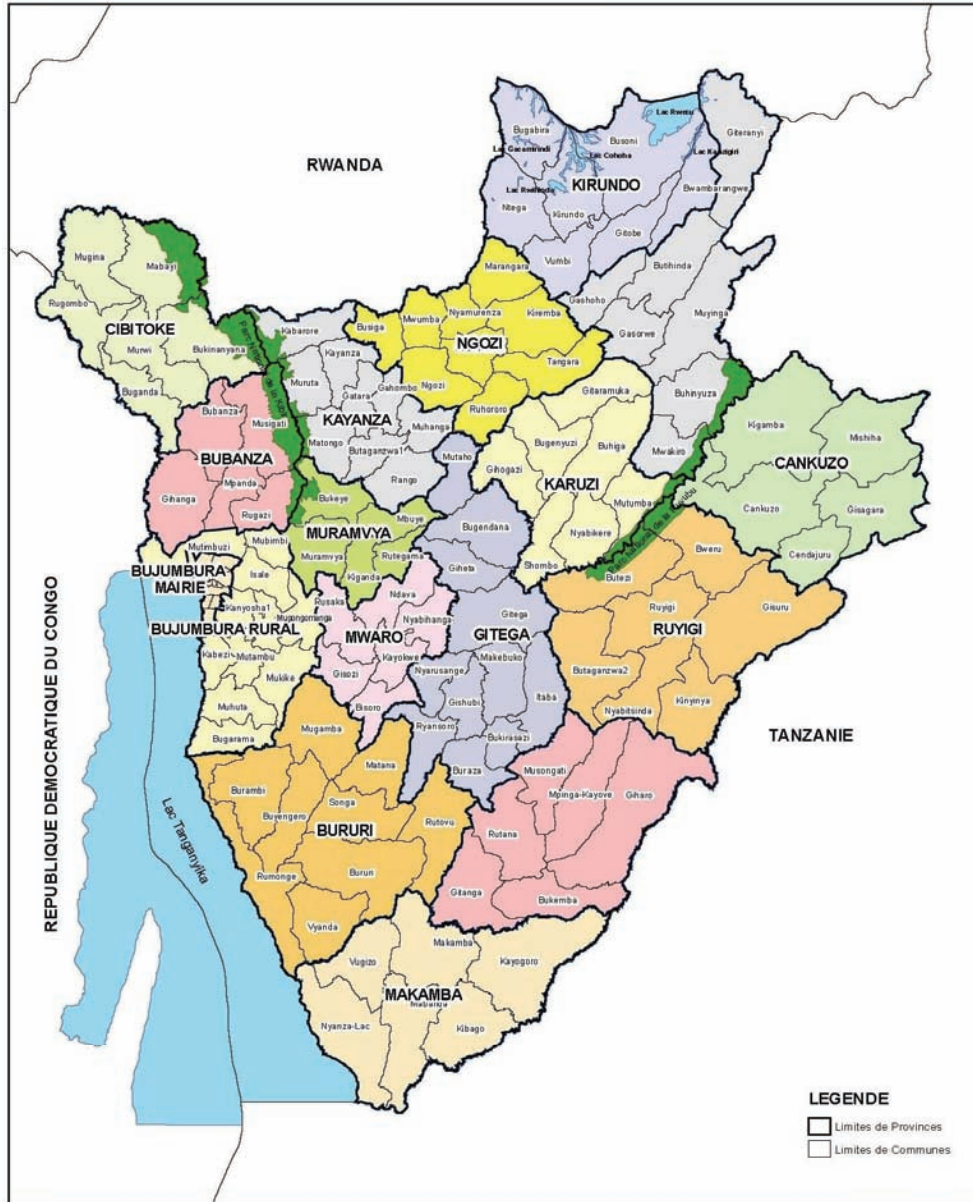 RWANDA
Bugabira
Lac Rweru
Busoni
Giteranyi
Lac Gacamirindi
Lac Cohoha
Lac Rwihinda
KIRUNDO
Bwambarangwe
Ntega
Kirundo
Gitobe
Vumbi
Marangara
Butihinda
Mugina
Mabayi
Rugombo
CIBITOKE
Murwi
Bukinanyana
Buganda
Kabarore
Busiga
Mwumba
Nyamurenza
Kiremba
NGOZI
Gashoho
Muyinga
Gasorwe
Kayanza
Muruta
Gatara
Gahombo
Ngozi
Tangara
Ruhororo
Gitaramuka
Buhinyuza
KAYANZA
Muhanga
Matongo
Butaganzwa1
Rango
Bubanza
Musigati
BUBANZA
Mpanda
Gihanga
Rugazi
Mutaho
Bugenyuzi
Buhiga
Gihogazi
KARUZI
Mwakiro
Mutumba
Nyabikere
Shombo
Kigamba
Mishiha
CANKUZO
Cankuzo
Gisagara
Cendajuru
Bukeye
Mbuye
MURAMVYA
Muramvya
Rutegama
Kiganda
Bugendana
Giheta
Mubimbi
Mutimbuzi
BUJUMBURA
MAIRIE
Isale
Kanyosha1
BUJUMBURA RURAL
Kabezi
Mutambu
Mukike
Muhuta
Bugarama
Rusaka
Ndava
Nyabihanga
MWARO
Kayokwe
Gisozi
Bisoro
Gitega
GITEGA
Makebuko
Nyarusange
Gishubi
Itaba
Ryansoro
Bukirasazi
Buraza
Butezi
Bweru
Ruyigi
Gisuru
RUYIGI
Butaganzwa2
Kinyinya
Nyabitsinda
TANZANIE
REPUBLIQUE DEMOCRATIQUE DU CONGO
Lac Tanganyika
Mugamba
Matana
Burambi
Songa
Buyengero
BURURI
Rutovu
Rumonge
Bururi
Vyanda
Musongati
Mpinga-Kayove
Giharo
Rutana
Gitanga
Bukemba
Vugizo
Makamba
Kayogoro
MAKAMBA
Nyanza-Lac
Kibago
LEGENDE
Limites de Provinces
Limites de Communes